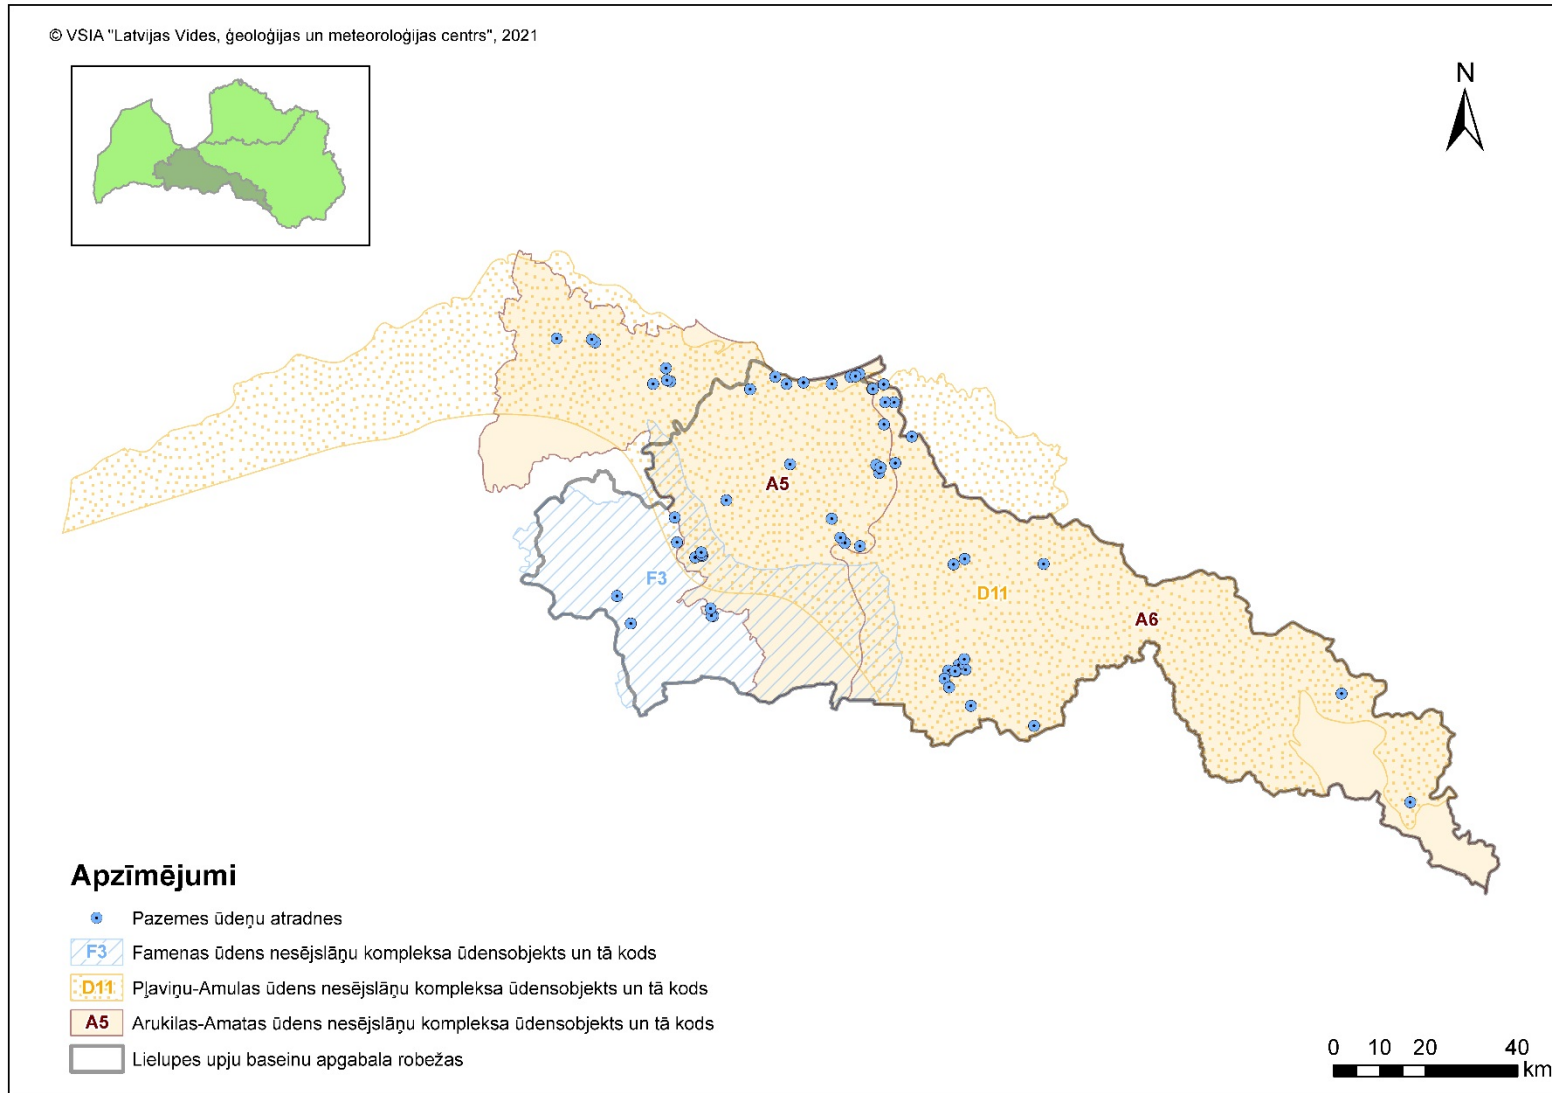 © VSIA "Latvijas Vides, ģeoloģijas un meteoroloģijas centrs", 2021
N
A5
F3
D11
A6
Apzīmējumi
Pazemes ūdeņu atradnes
F3 Famenas ūdens nesējslāņu kompleksa ūdensobjekts un tā kods
D11 Pļaviņu-Amulas ūdens nesējslāņu kompleksa ūdensobjekts un tā kods
A5 Arukilas-Amatas ūdens nesējslāņu kompleksa ūdensobjekts un tā kods
Lielupes upju baseinu apgabala robežas
0 10 20 40
km